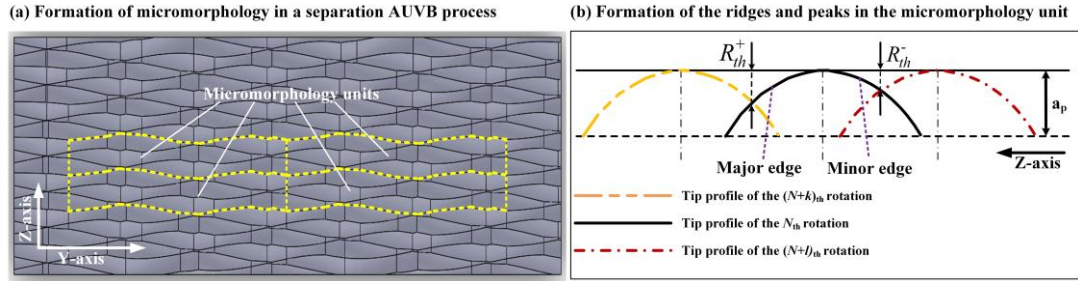 (a) Formation of micromorphology in a separation AUVB process
Micromorphology units
Z-axis
Y-axis
(b) Formation of the ridges and peaks in the micromorphology unit
R⁺th
R⁻th
aₚ
Major edge
Minor edge
Z-axis
Tip profile of the (N+k)th rotation
Tip profile of the Nth rotation
Tip profile of the (N+l)th rotation